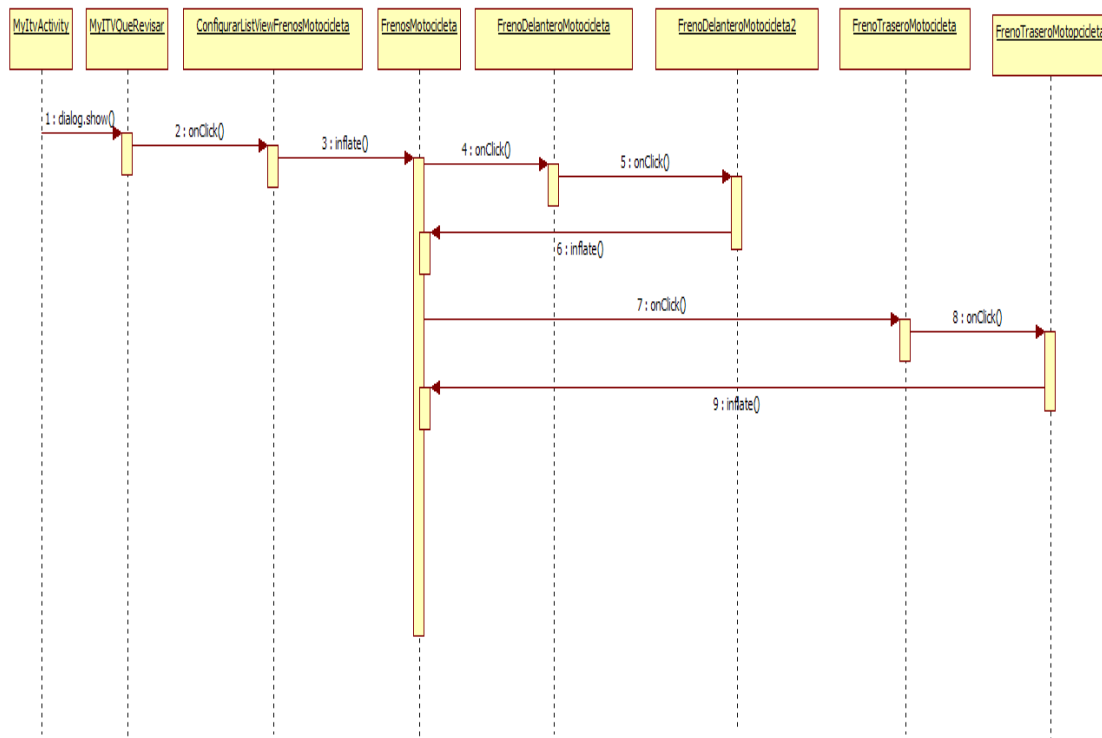 MyItvActivity
MyITVQueRevisar
ConfigurarListViewFrenosMotocicleta
FrenosMotocicleta
FrenoDelanteroMotocicleta
FrenoDelanteroMotocicleta2
FrenoTraseroMotocicleta
FrenoTraseroMotopcicleta
1 : dialog.show()
2 : onClick()
3 : inflate()
4 : onClick()
5 : onClick()
6 : inflate()
7 : onClick()
8 : onClick()
9 : inflate()